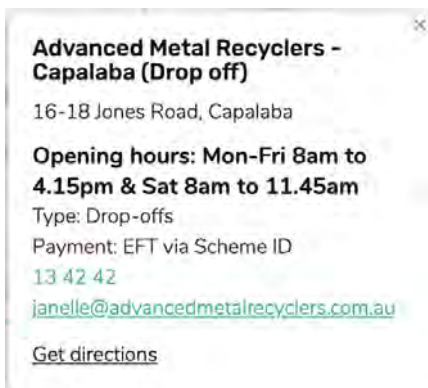 Advanced Metal Recyclers -
Capalaba (Drop off)
16-18 Jones Road, Capalaba
Opening hours: Mon-Fri 8am to
4.15pm & Sat 8am to 11.45am
Type: Drop-offs
Payment: EFT via Scheme ID
13 42 42
janelle@advancedmetalrecyclers.com.au
Get directions